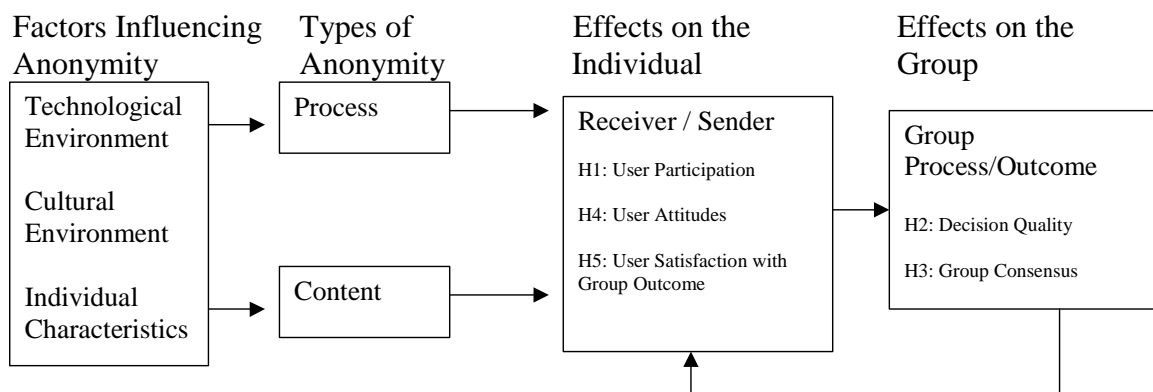 Factors Influencing
Anonymity
Types of
Anonymity
Effects on the
Individual
Effects on the
Group
Technological
Environment
Cultural
Environment
Individual
Characteristics
Process
Content
Receiver / Sender
H1: User Participation
H4: User Attitudes
H5: User Satisfaction with
Group Outcome
Group
Process/Outcome
H2: Decision Quality
H3: Group Consensus